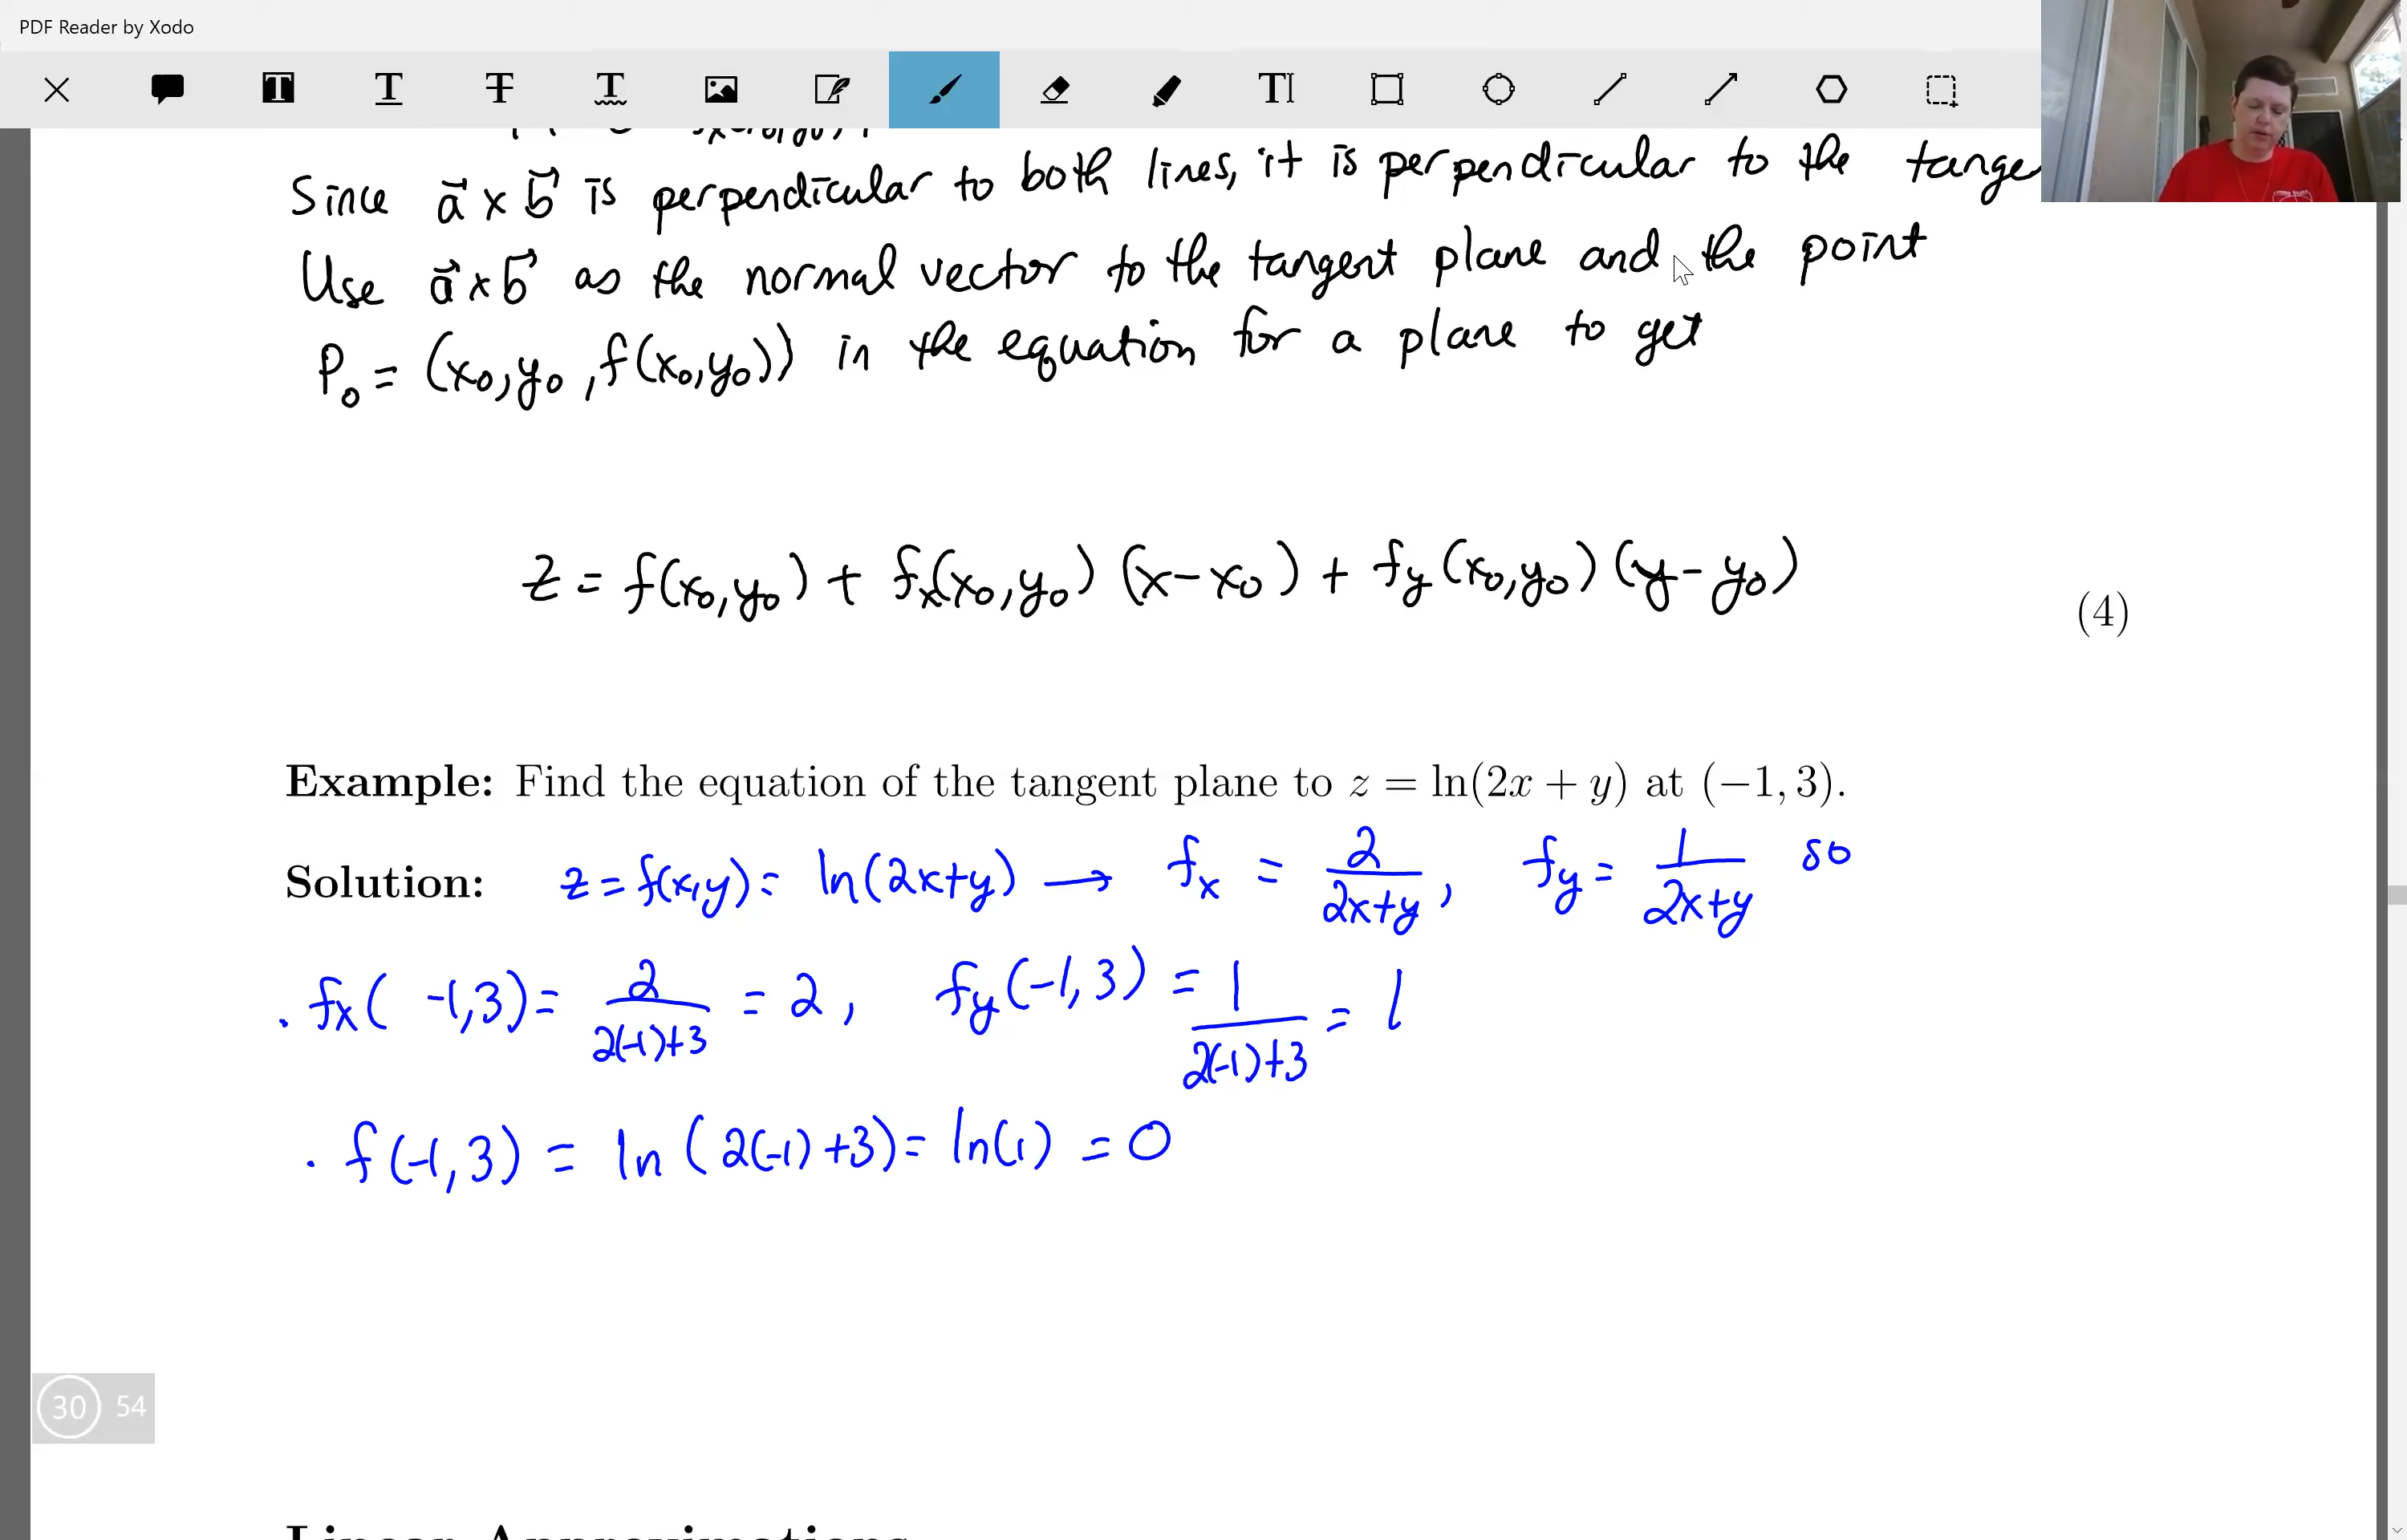 PDF Reader by Xodo
Since a⃗ × b⃗ is perpendicular to both lines, it is perpendicular to the
Use a⃗ × b⃗ as the normal vector to the tangent plane and the point
P₀ = (x₀, y₀, f(x₀, y₀)) in the equation for a plane to get
z = f(x₀, y₀) + fₓ(x₀, y₀) (x − x₀) + f_y(x₀, y₀) (y − y₀)
(4)
Example: Find the equation of the tangent plane to z = ln(2x + y) at (−1, 3).
Solution: z = f(x, y) = ln(2x+y) → fₓ = 2/(2x+y), f_y = 1/(2x+y) so
. fₓ(−1, 3) = 2/(2(−1)+3) = 2, f_y(−1, 3) = 1/(2(−1)+3) = 1
. f(−1, 3) = ln(2(−1)+3) = ln(1) = 0
30 54
Linear Approximations